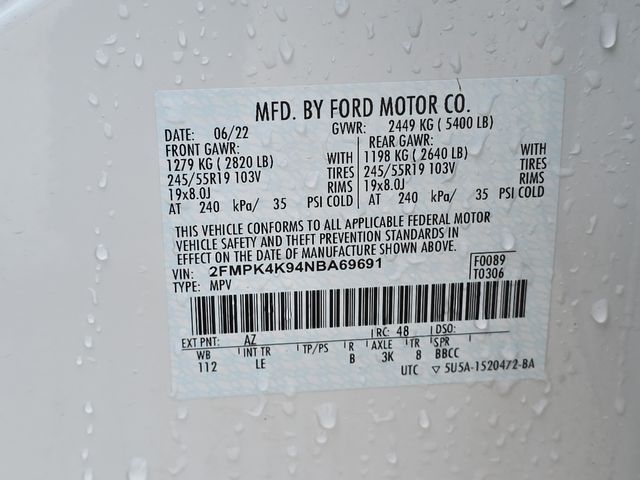 MFD. BY FORD MOTOR CO.
DATE: 06/22 GVWR: 2449 KG ( 5400 LB)
FRONT GAWR: REAR GAWR:
1279 KG ( 2820 LB) WITH 1198 KG ( 2640 LB) WITH
245/55R19 103V TIRES 245/55R19 103V TIRES
19x8.0J RIMS 19x8.0J RIMS
AT 240 kPa/ 35 PSI COLD AT 240 kPa/ 35 PSI COLD
THIS VEHICLE CONFORMS TO ALL APPLICABLE FEDERAL MOTOR
VEHICLE SAFETY AND THEFT PREVENTION STANDARDS IN
EFFECT ON THE DATE OF MANUFACTURE SHOWN ABOVE.
VIN: 2FMPK4K94NBA69691 F0089
TYPE: MPV T0306
EXT PNT: AZ RC: 48 DSO:
WB INT TR TP/PS R AXLE TR SPR
112 LE B 3K 8 BBCC
UTC ▽ 5U5A-1520472-BA